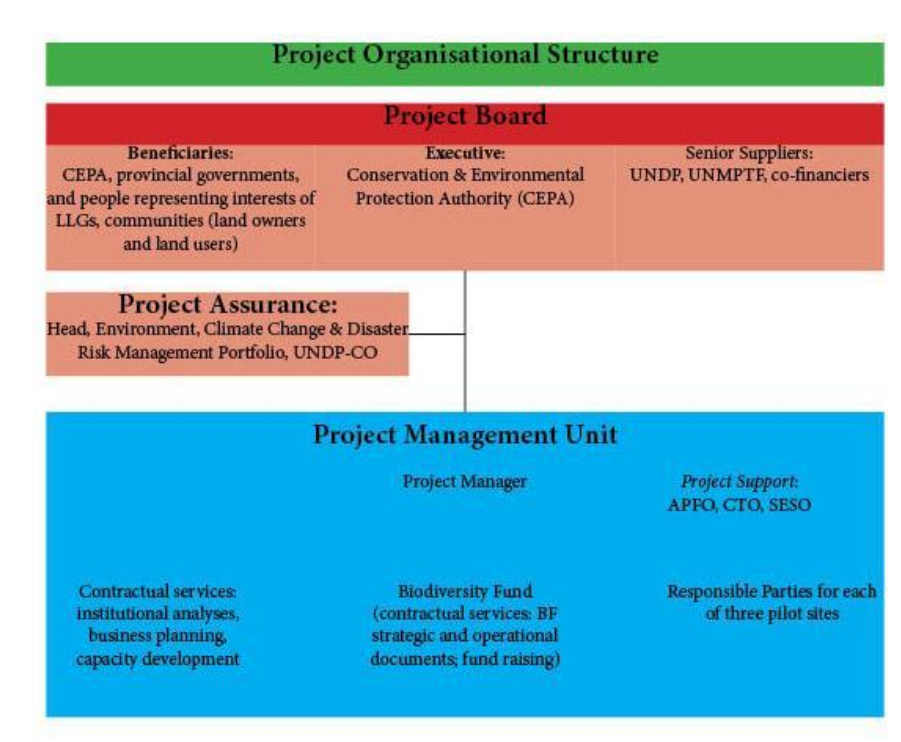 Project Organisational Structure
Project Board
Beneficiaries:
CEPA, provincial governments,
and people representing interests of
LLGs, communities (land owners
and land users)
Executive:
Conservation & Environmental
Protection Authority (CEPA)
Senior Suppliers:
UNDP, UNMPTF, co-financiers
Project Assurance:
Head, Environment, Climate Change & Disaster
Risk Management Portfolio, UNDP-CO
Project Management Unit
Project Manager
Project Support:
APFO, CTO, SESO
Contractual services:
institutional analyses,
business planning,
capacity development
Biodiversity Fund
(contractual services: BF
strategic and operational
documents; fund raising)
Responsible Parties for each
of three pilot sites